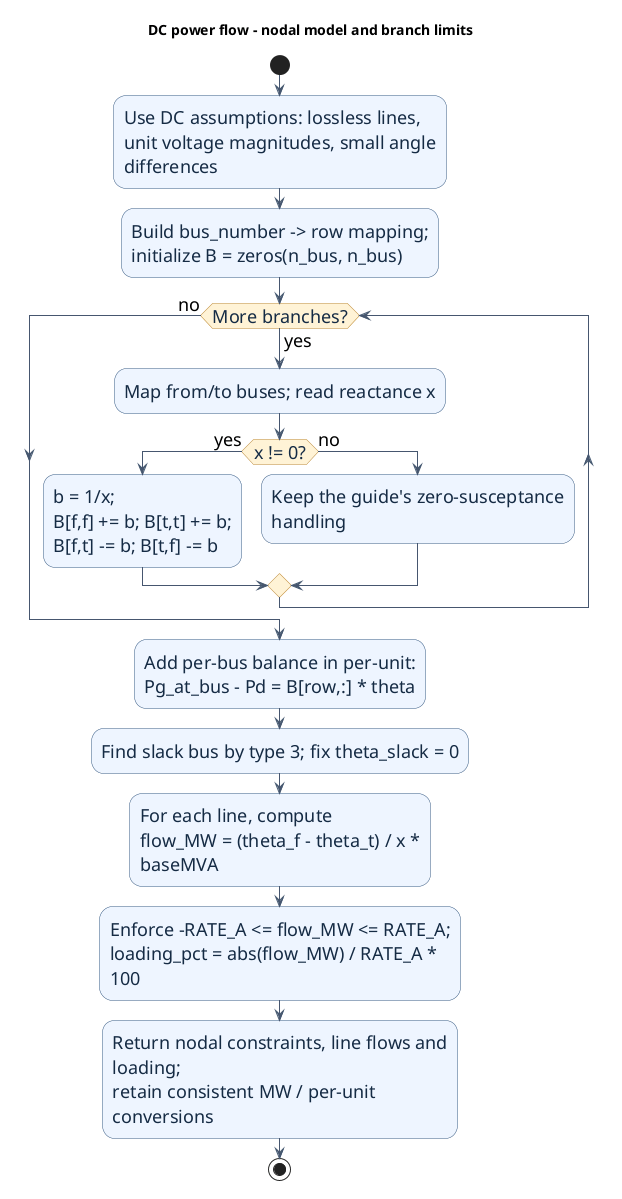 DC power flow - nodal model and branch limits
Use DC assumptions: lossless lines,
unit voltage magnitudes, small angle
differences
Build bus_number -> row mapping;
initialize B = zeros(n_bus, n_bus)
no
More branches?
yes
Map from/to buses; read reactance x
yes
x != 0?
no
b = 1/x;
B[f,f] += b; B[t,t] += b;
B[f,t] -= b; B[t,f] -= b
Keep the guide's zero-susceptance
handling
Add per-bus balance in per-unit:
Pg_at_bus - Pd = B[row,:] * theta
Find slack bus by type 3; fix theta_slack = 0
For each line, compute
flow_MW = (theta_f - theta_t) / x *
baseMVA
Enforce -RATE_A <= flow_MW <= RATE_A;
loading_pct = abs(flow_MW) / RATE_A *
100
Return nodal constraints, line flows and
loading;
retain consistent MW / per-unit
conversions